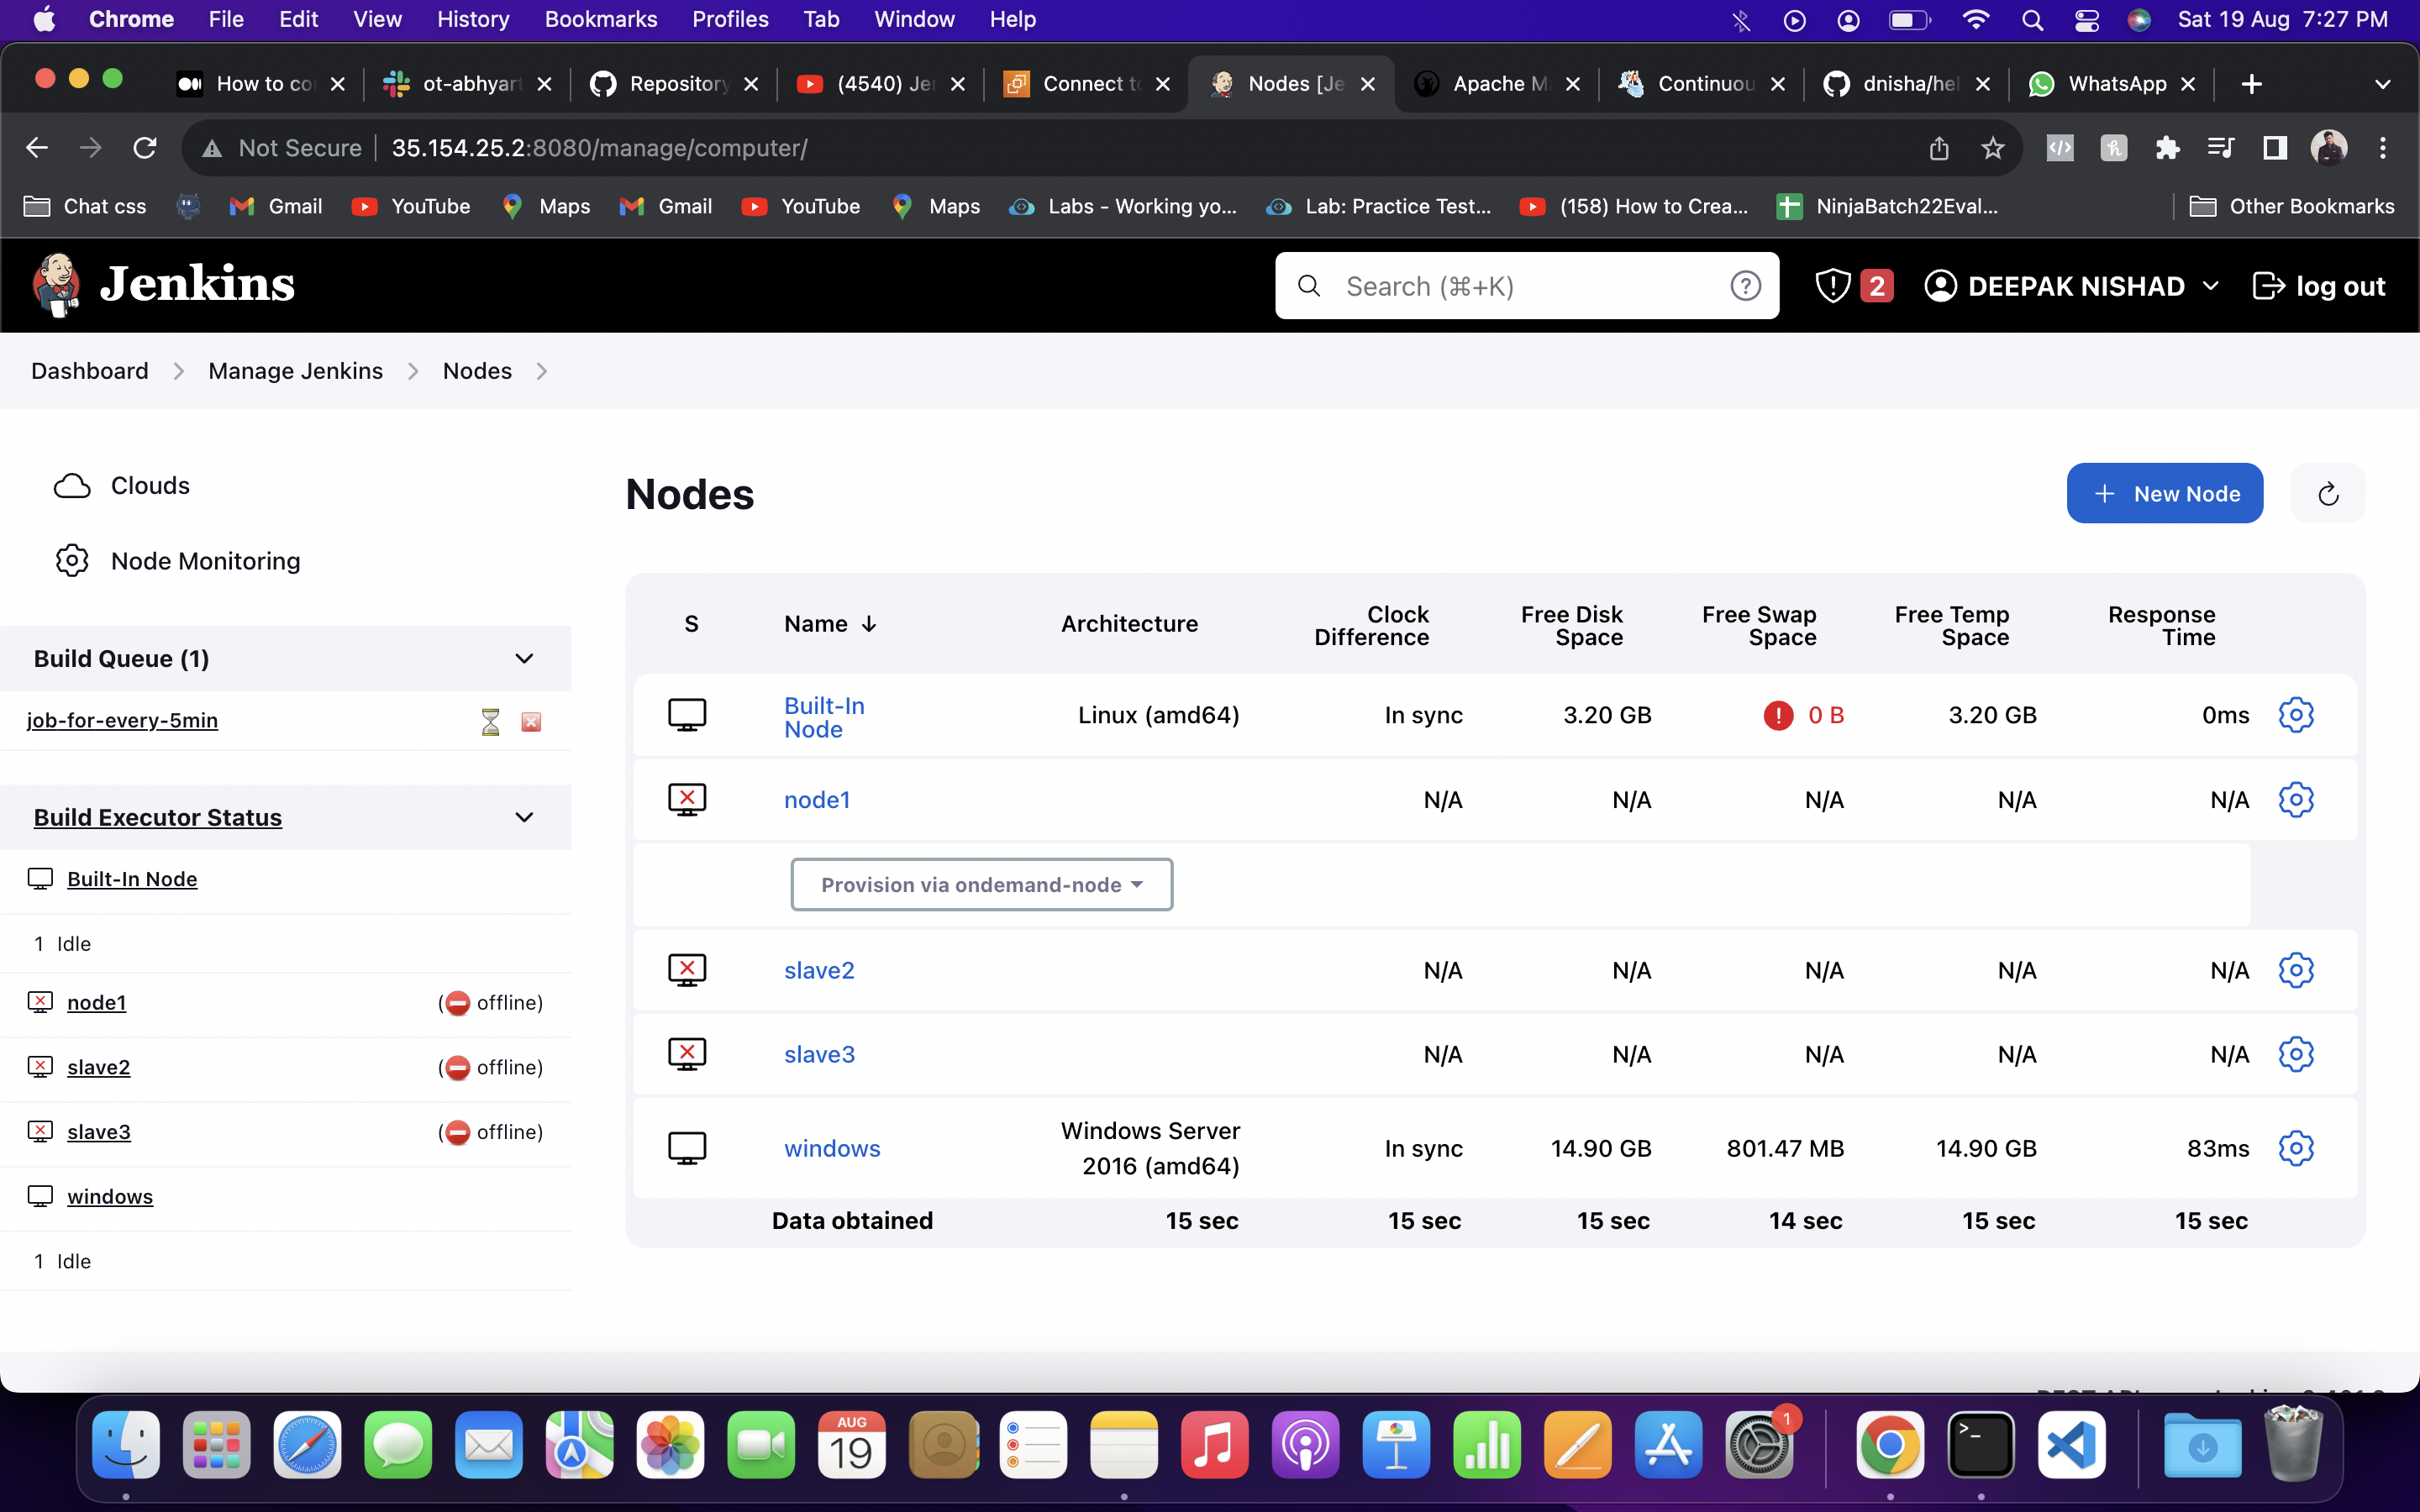 Chrome File Edit View History Bookmarks Profiles Tab Window Help Sat 19 Aug 7:27 PM
How to co ot-abhyart Repository (4540) Je Connect to Nodes [Je Apache M Continuou dnisha/hel WhatsApp
Not Secure 35.154.25.2:8080/manage/computer/
Chat css Gmail YouTube Maps Gmail YouTube Maps Labs - Working yo... Lab: Practice Test... (158) How to Crea... NinjaBatch22Eval... Other Bookmarks
Jenkins Search (⌘+K) 2 DEEPAK NISHAD log out
Dashboard Manage Jenkins Nodes
Clouds
Node Monitoring
Build Queue (1)
job-for-every-5min
Build Executor Status
Built-In Node
1 Idle
node1 (offline)
slave2 (offline)
slave3 (offline)
windows
1 Idle
Nodes
+ New Node
S Name ↓ Architecture Clock Difference Free Disk Space Free Swap Space Free Temp Space Response Time
Built-In Node Linux (amd64) In sync 3.20 GB 0 B 3.20 GB 0ms
node1 N/A N/A N/A N/A N/A
Provision via ondemand-node
slave2 N/A N/A N/A N/A N/A
slave3 N/A N/A N/A N/A N/A
windows Windows Server 2016 (amd64) In sync 14.90 GB 801.47 MB 14.90 GB 83ms
Data obtained 15 sec 15 sec 15 sec 14 sec 15 sec 15 sec
AUG
19
1